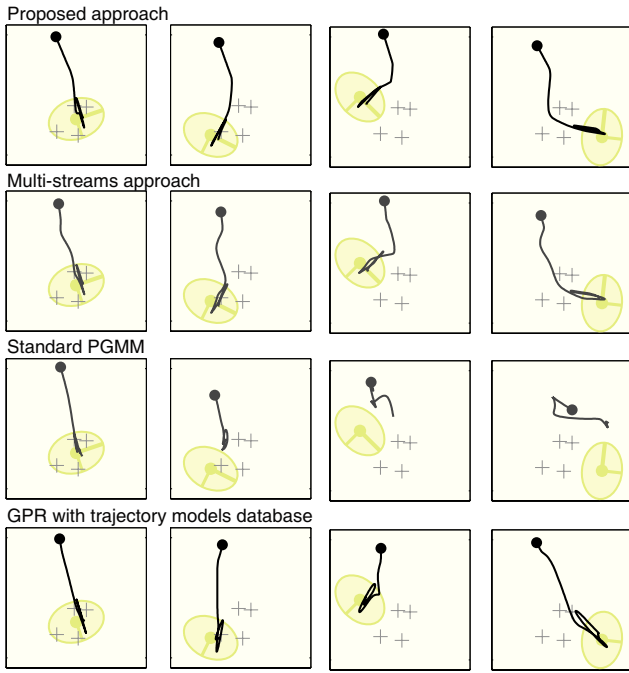 Proposed approach
Multi-streams approach
Standard PGMM
GPR with trajectory models database